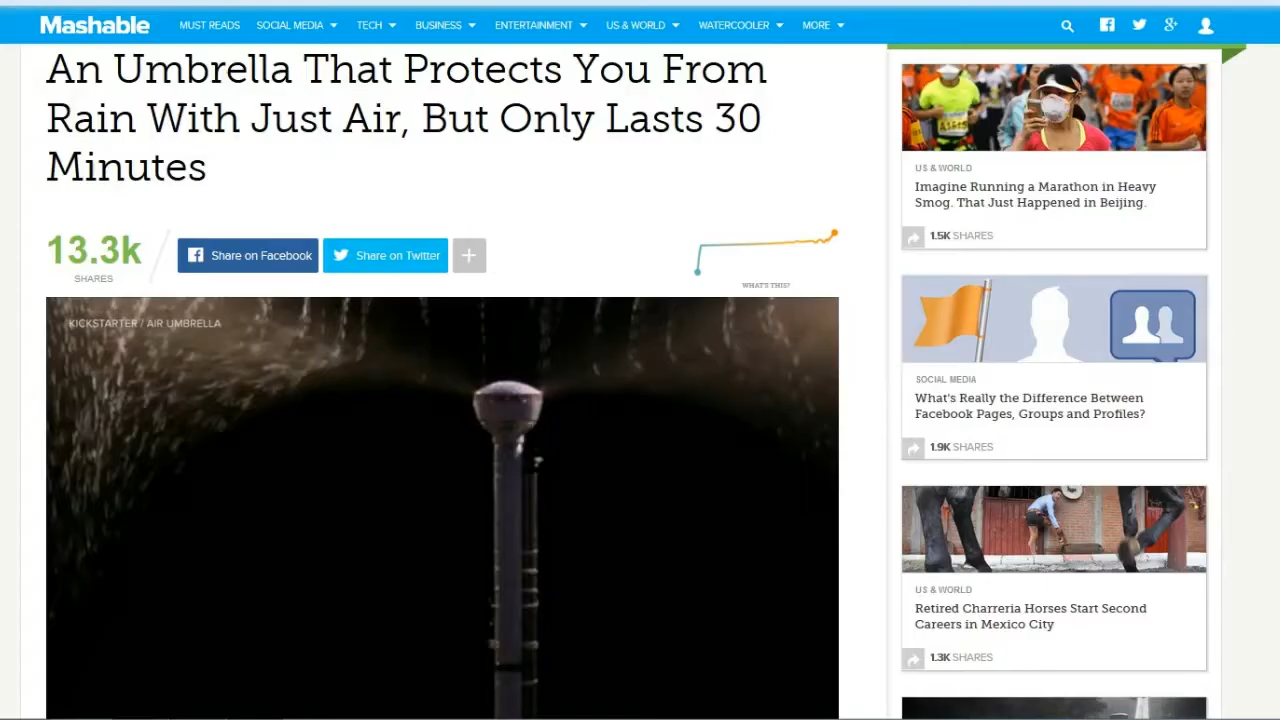 Mashable
MUST READS
SOCIAL MEDIA
TECH
BUSINESS
ENTERTAINMENT
US & WORLD
WATERCOOLER
MORE
An Umbrella That Protects You From
Rain With Just Air, But Only Lasts 30
Minutes
13.3k
SHARES
Share on Facebook
Share on Twitter
+
WHAT'S THIS?
KICKSTARTER / AIR UMBRELLA
US & WORLD
Imagine Running a Marathon in Heavy
Smog. That Just Happened in Beijing.
1.5K SHARES
SOCIAL MEDIA
What's Really the Difference Between
Facebook Pages, Groups and Profiles?
1.9K SHARES
US & WORLD
Retired Charreria Horses Start Second
Careers in Mexico City
1.3K SHARES